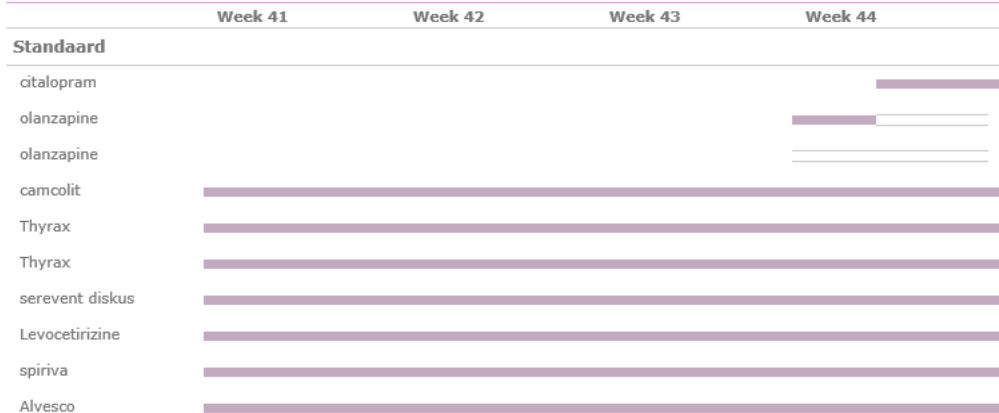 Week 41 Week 42 Week 43 Week 44
Standaard
citalopram
olanzapine
olanzapine
camcolit
Thyrax
Thyrax
serevent diskus
Levocetirizine
spiriva
Alvesco